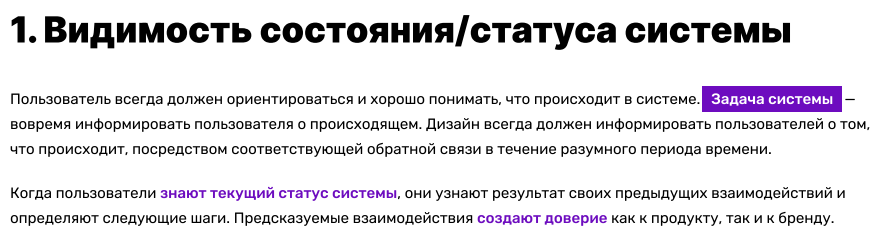 1. Видимость состояния/статуса системы
Пользователь всегда должен ориентироваться и хорошо понимать, что происходит в системе. Задача системы —
вовремя информировать пользователя о происходящем. Дизайн всегда должен информировать пользователей о том,
что происходит, посредством соответствующей обратной связи в течение разумного периода времени.
Когда пользователи знают текущий статус системы, они узнают результат своих предыдущих взаимодействий и
определяют следующие шаги. Предсказуемые взаимодействия создают доверие как к продукту, так и к бренду.